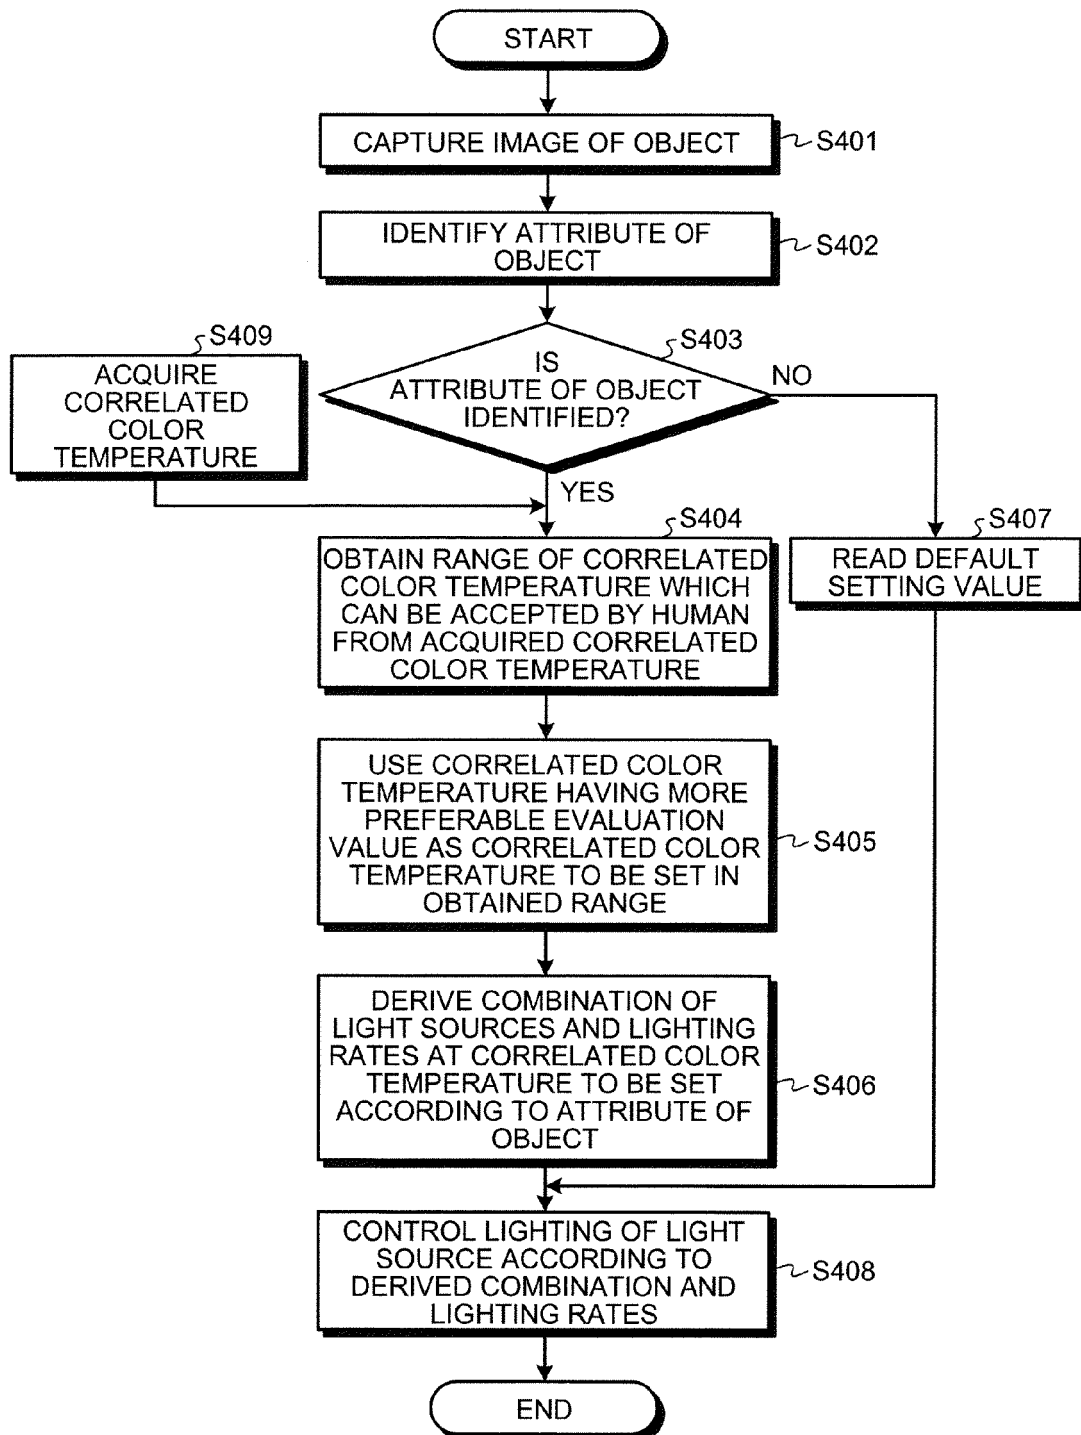 START
CAPTURE IMAGE OF OBJECT
S401
IDENTIFY ATTRIBUTE OF
OBJECT
S402
S409
ACQUIRE
CORRELATED
COLOR
TEMPERATURE
S403
IS
ATTRIBUTE OF OBJECT
IDENTIFIED?
NO
YES
S404
OBTAIN RANGE OF CORRELATED
COLOR TEMPERATURE WHICH
CAN BE ACCEPTED BY HUMAN
FROM ACQUIRED CORRELATED
COLOR TEMPERATURE
S407
READ DEFAULT
SETTING VALUE
USE CORRELATED COLOR
TEMPERATURE HAVING MORE
PREFERABLE EVALUATION
VALUE AS CORRELATED COLOR
TEMPERATURE TO BE SET IN
OBTAINED RANGE
S405
DERIVE COMBINATION OF
LIGHT SOURCES AND LIGHTING
RATES AT CORRELATED COLOR
TEMPERATURE TO BE SET
ACCORDING TO ATTRIBUTE OF
OBJECT
S406
CONTROL LIGHTING OF LIGHT
SOURCE ACCORDING TO
DERIVED COMBINATION AND
LIGHTING RATES
S408
END